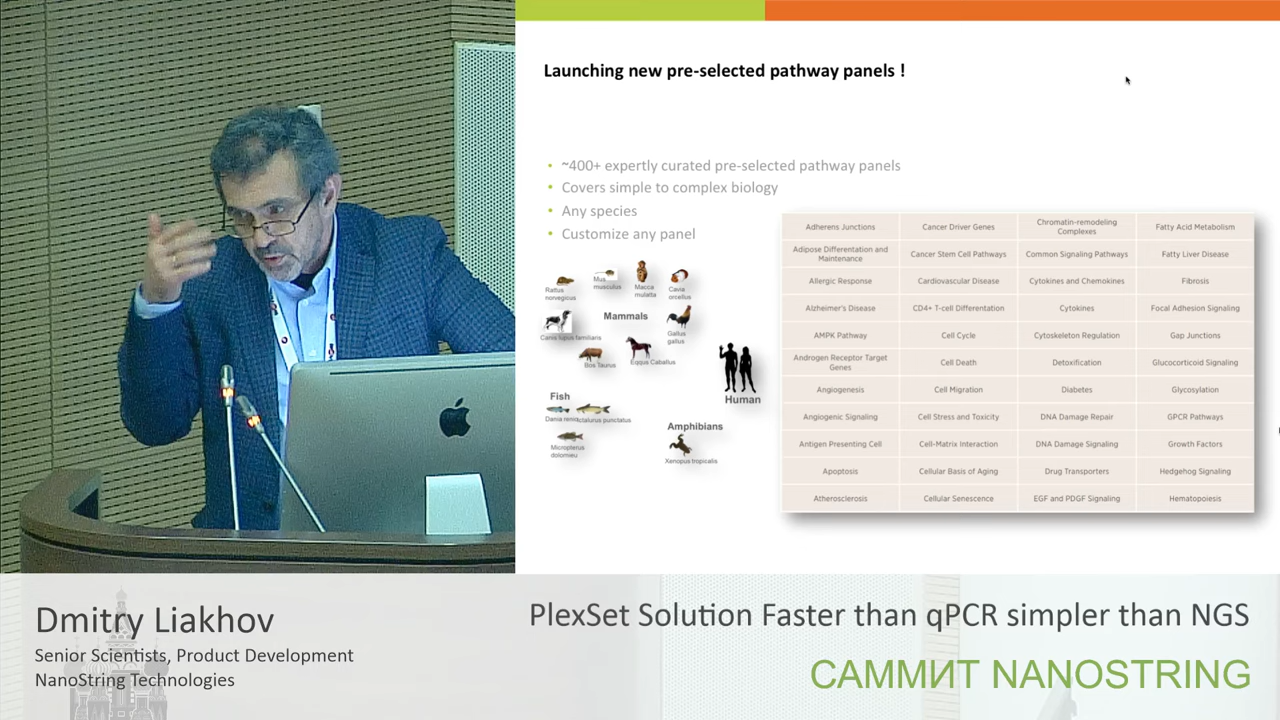 Launching new pre-selected pathway panels !
• ~400+ expertly curated pre-selected pathway panels
• Covers simple to complex biology
• Any species
• Customize any panel
Rattus
norvegicus
Mus
musculus
Macca
mulatta
Cavia
Mammals
Canis lupus familiaris
Gallus
gallus
Bos Taurus
Equus Caballus
Human
Fish
Micropterus
dolomieu
Amphibians
Xenopus tropicalis
Adherens Junctions
Cancer Driver Genes
Chromatin-remodeling
Complexes
Fatty Acid Metabolism
Adipose Differentiation and
Maintenance
Cancer Stem Cell Pathways
Common Signaling Pathways
Fatty Liver Disease
Allergic Response
Cardiovascular Disease
Cytokines and Chemokines
Fibrosis
Alzheimer's Disease
CD4+ T-cell Differentiation
Cytokines
Focal Adhesion Signaling
AMPK Pathway
Cell Cycle
Cytoskeleton Regulation
Gap Junctions
Androgen Receptor Target
Genes
Cell Death
Detoxification
Glucocorticoid Signaling
Angiogenesis
Cell Migration
Diabetes
Glycosylation
Angiogenic Signaling
Cell Stress and Toxicity
DNA Damage Repair
GPCR Pathways
Antigen Presenting Cell
Cell-Matrix Interaction
DNA Damage Signaling
Growth Factors
Apoptosis
Cellular Basis of Aging
Drug Transporters
Hedgehog Signaling
Atherosclerosis
Cellular Senescence
EGF and PDGF Signaling
Hematopoiesis
Dmitry Liakhov
Senior Scientists, Product Development
NanoString Technologies
PlexSet Solution Faster than qPCR simpler than NGS
САММИТ NANOSTRING